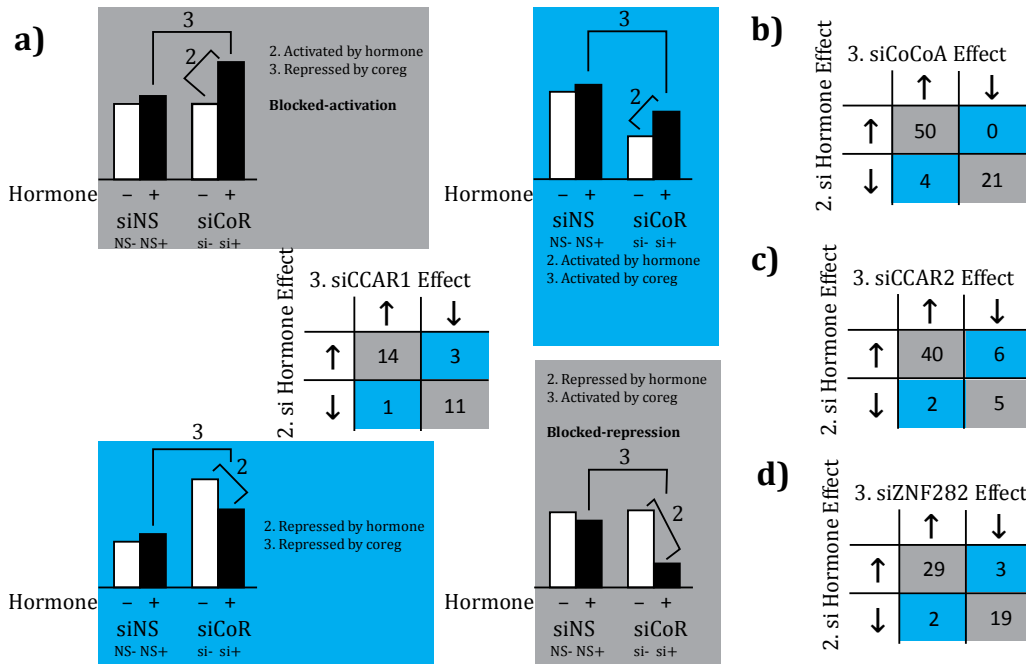 a)
3
2
2. Activated by hormone
3. Repressed by coreg
Blocked-activation
Hormone – + – +
siNS siCoR
NS- NS+ si- si+
3
2
Hormone – + – +
siNS siCoR
NS- NS+ si- si+
2. Activated by hormone
3. Activated by coreg
3. siCCAR1 Effect
2. si Hormone Effect
↑ ↓
↑ 14 3
↓ 1 11
3
2
2. Repressed by hormone
3. Repressed by coreg
Hormone – + – +
siNS siCoR
NS- NS+ si- si+
2. Repressed by hormone
3. Activated by coreg
Blocked-repression
3
2
Hormone – + – +
siNS siCoR
NS- NS+ si- si+
b)
3. siCoCoA Effect
2. si Hormone Effect
↑ ↓
↑ 50 0
↓ 4 21
c)
3. siCCAR2 Effect
2. si Hormone Effect
↑ ↓
↑ 40 6
↓ 2 5
d)
3. siZNF282 Effect
2. si Hormone Effect
↑ ↓
↑ 29 3
↓ 2 19